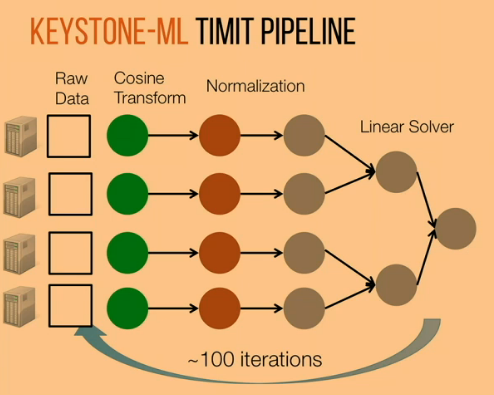 KEYSTONE-ML TIMIT PIPELINE
Raw
Data
Cosine
Transform
Normalization
Linear Solver
~100 iterations